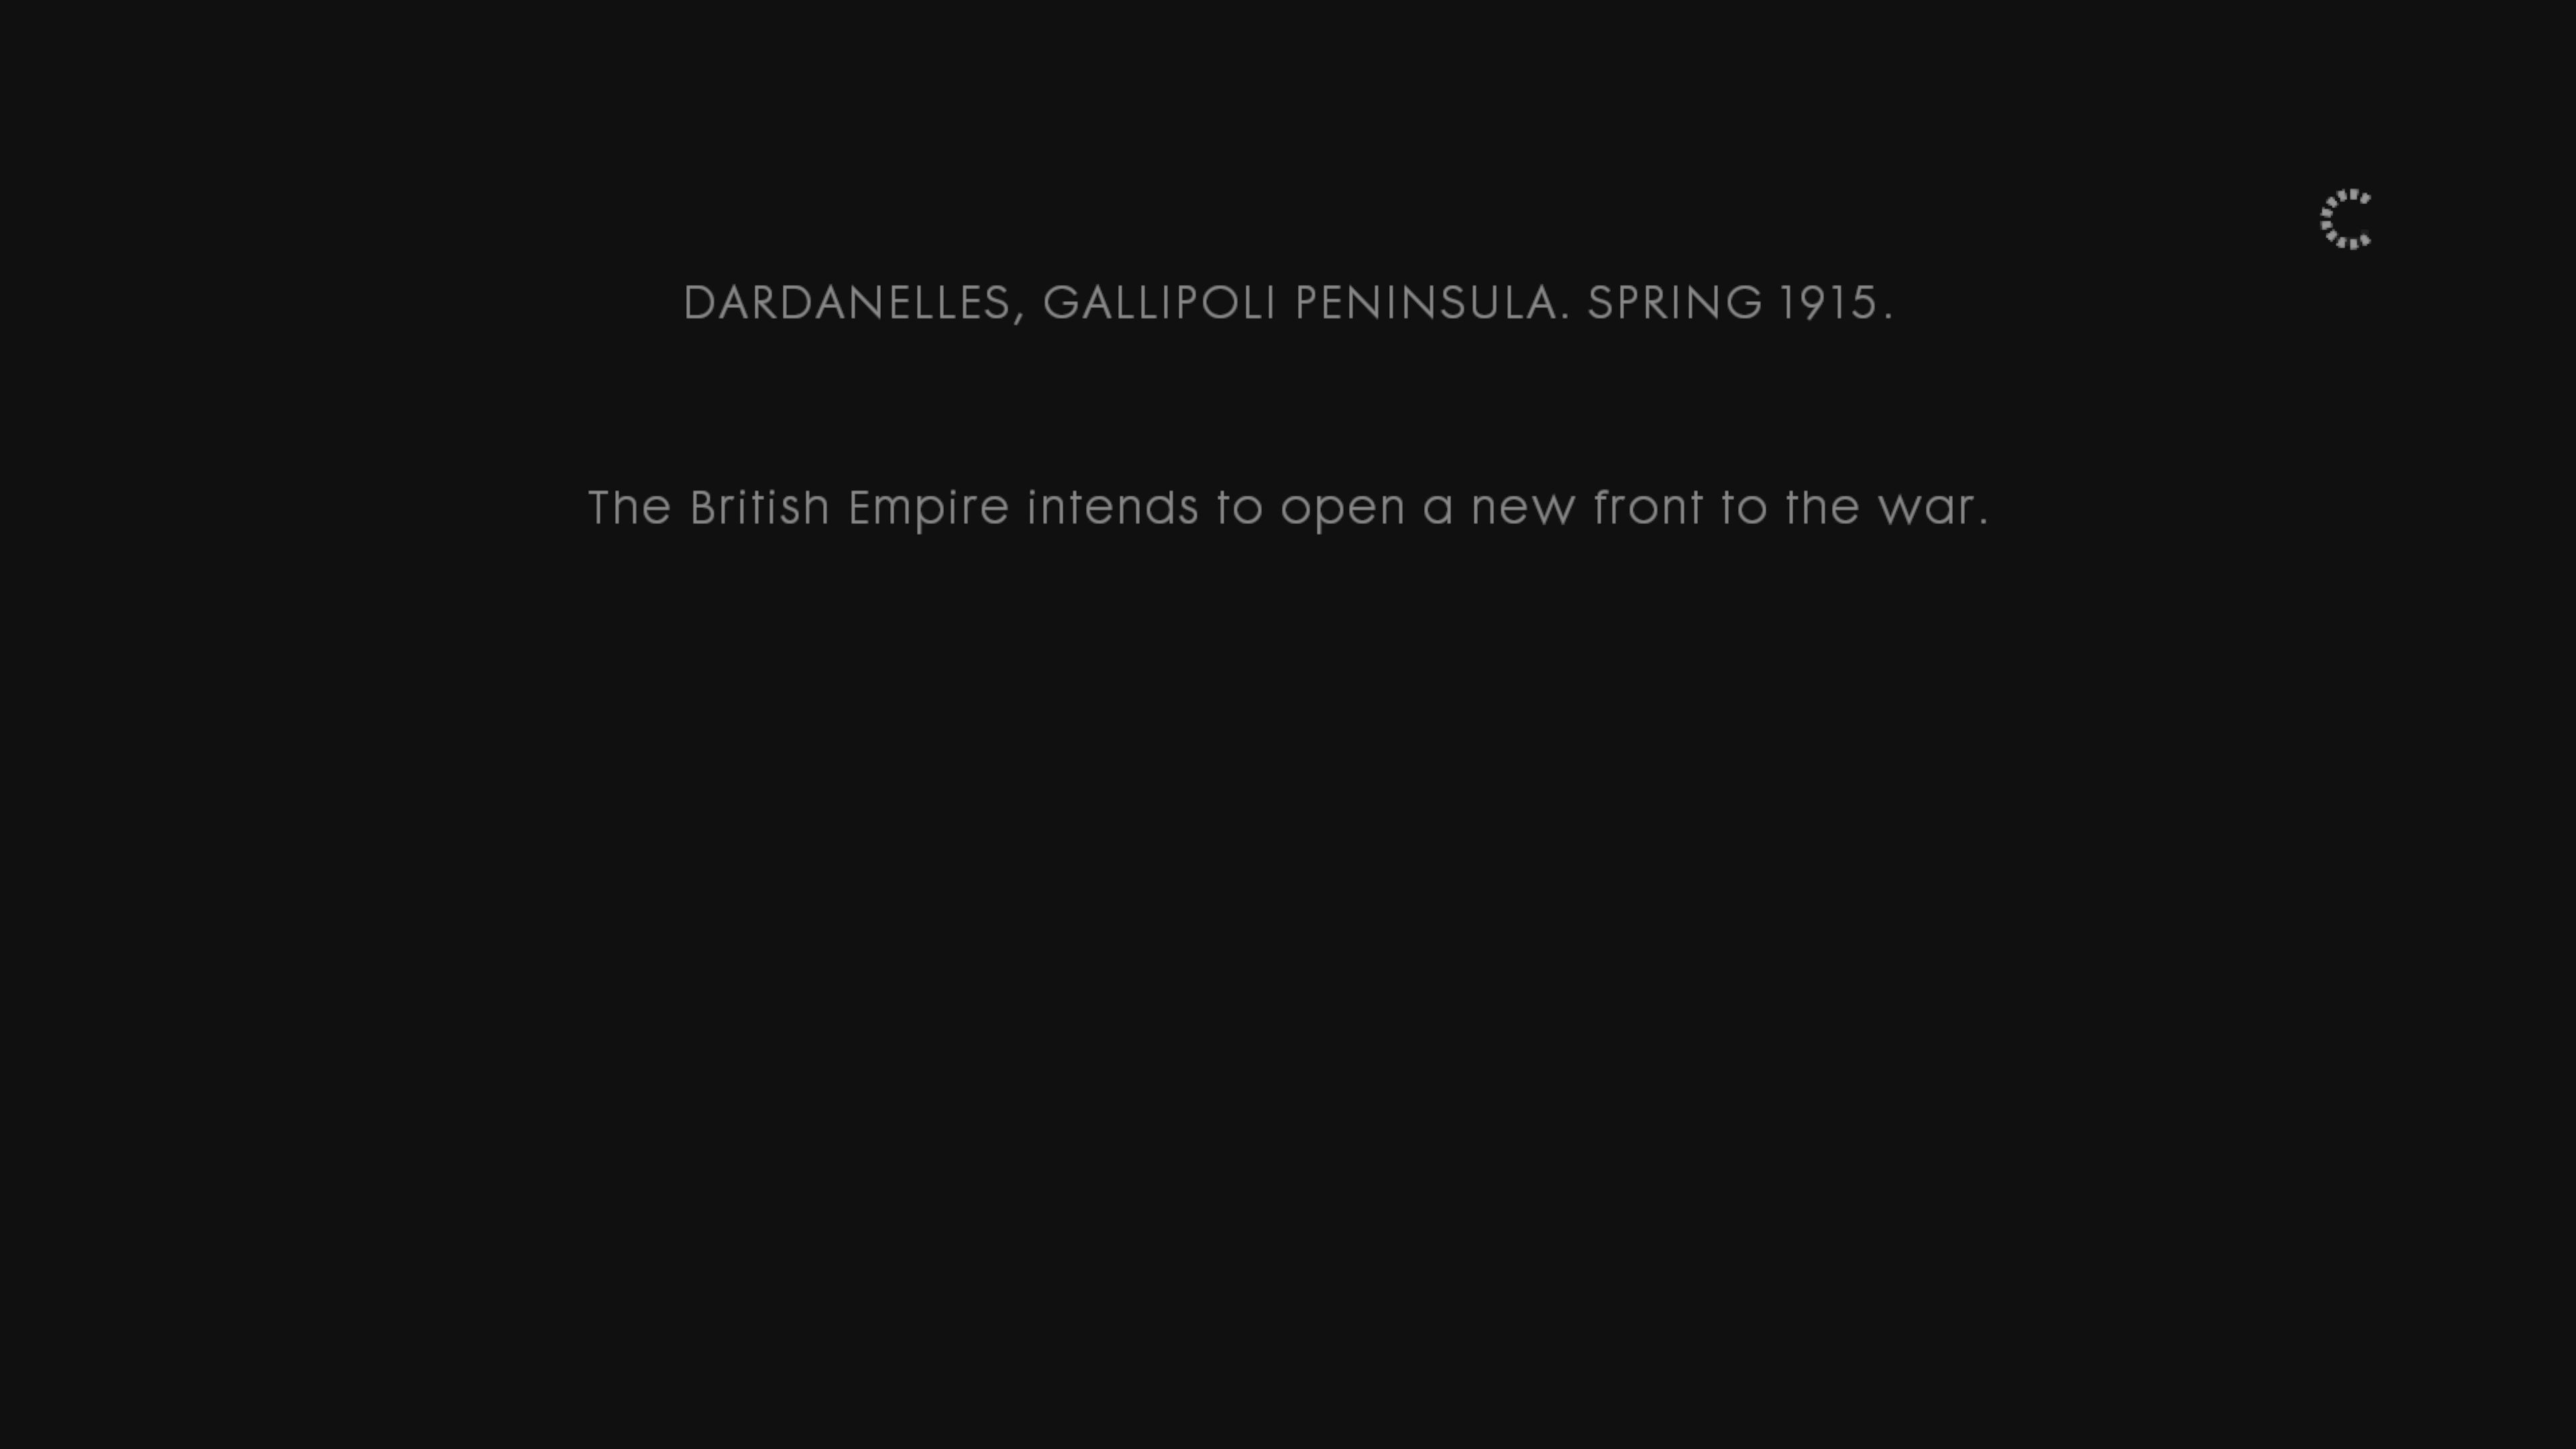 DARDANELLES, GALLIPOLI PENINSULA. SPRING 1915.
The British Empire intends to open a new front to the war.